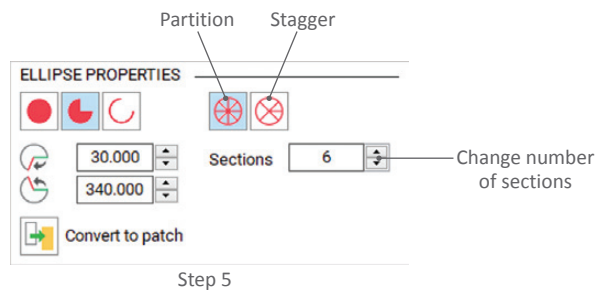 Partition Stagger
ELLIPSE PROPERTIES
30.000 Sections 6 Change number
of sections
340.000
Convert to patch
Step 5